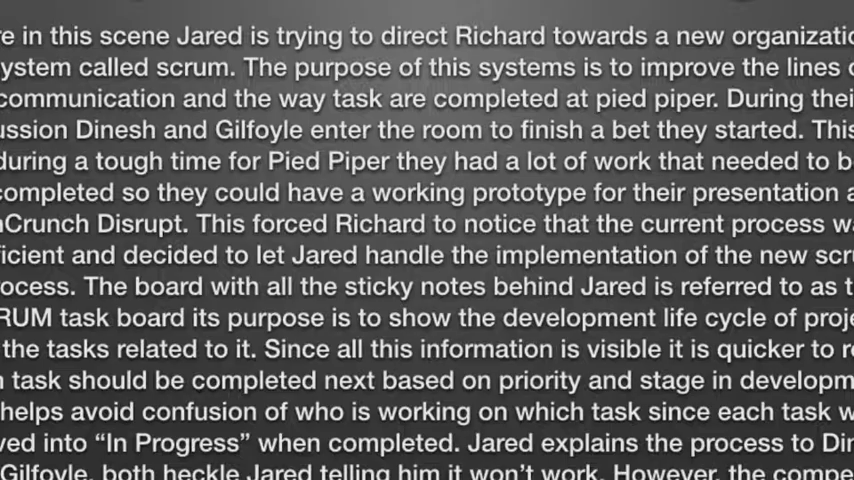 re in this scene Jared is trying to direct Richard towards a new organizatio
ystem called scrum. The purpose of this systems is to improve the lines o
communication and the way task are completed at pied piper. During thei
ussion Dinesh and Gilfoyle enter the room to finish a bet they started. This
during a tough time for Pied Piper they had a lot of work that needed to b
completed so they could have a working prototype for their presentation a
nCrunch Disrupt. This forced Richard to notice that the current process wa
ficient and decided to let Jared handle the implementation of the new scru
ocess. The board with all the sticky notes behind Jared is referred to as t
RUM task board its purpose is to show the development life cycle of proje
the tasks related to it. Since all this information is visible it is quicker to re
n task should be completed next based on priority and stage in developm
helps avoid confusion of who is working on which task since each task w
ved into “In Progress” when completed. Jared explains the process to Din
Gilfoyle, both heckle Jared telling him it won’t work. However, the compe